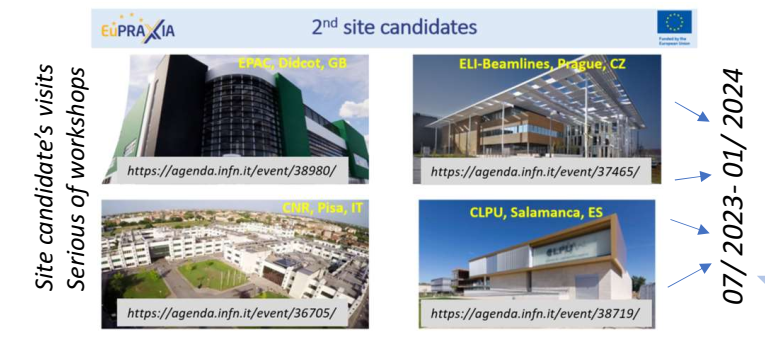 EuPRAXIA
2nd site candidates
Funded by the
European Union
Site candidate's visits
Serious of workshops
EPAC, Didcot, GB
https://agenda.infn.it/event/38980/
ELI-Beamlines, Prague, CZ
https://agenda.infn.it/event/37465/
CNR, Pisa, IT
https://agenda.infn.it/event/36705/
CLPU, Salamanca, ES
CLPU
https://agenda.infn.it/event/38719/
07/ 2023- 01/ 2024